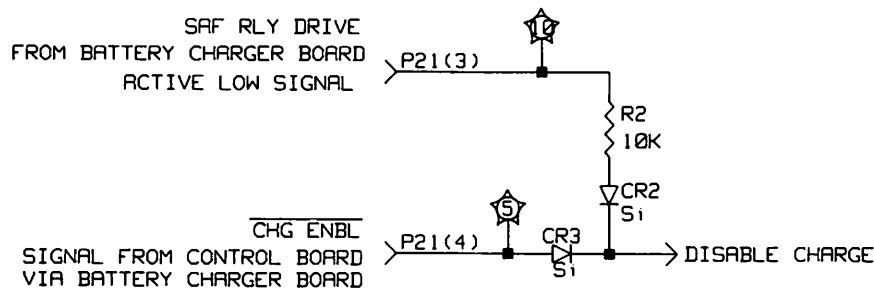 SAF RLY DRIVE
FROM BATTERY CHARGER BOARD
ACTIVE LOW SIGNAL
P21(3)
10
R2
10K
CR2
Si
CHG ENBL
SIGNAL FROM CONTROL BOARD
VIA BATTERY CHARGER BOARD
P21(4)
5
CR3
Si
DISABLE CHARGE